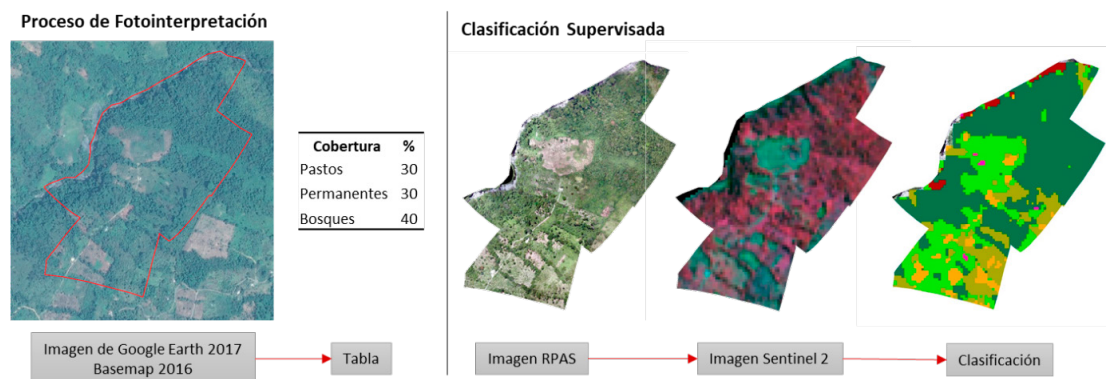 Proceso de Fotointerpretación
Cobertura %
Pastos 30
Permanentes 30
Bosques 40
Imagen de Google Earth 2017
Basemap 2016
Tabla
Clasificación Supervisada
Imagen RPAS
Imagen Sentinel 2
Clasificación